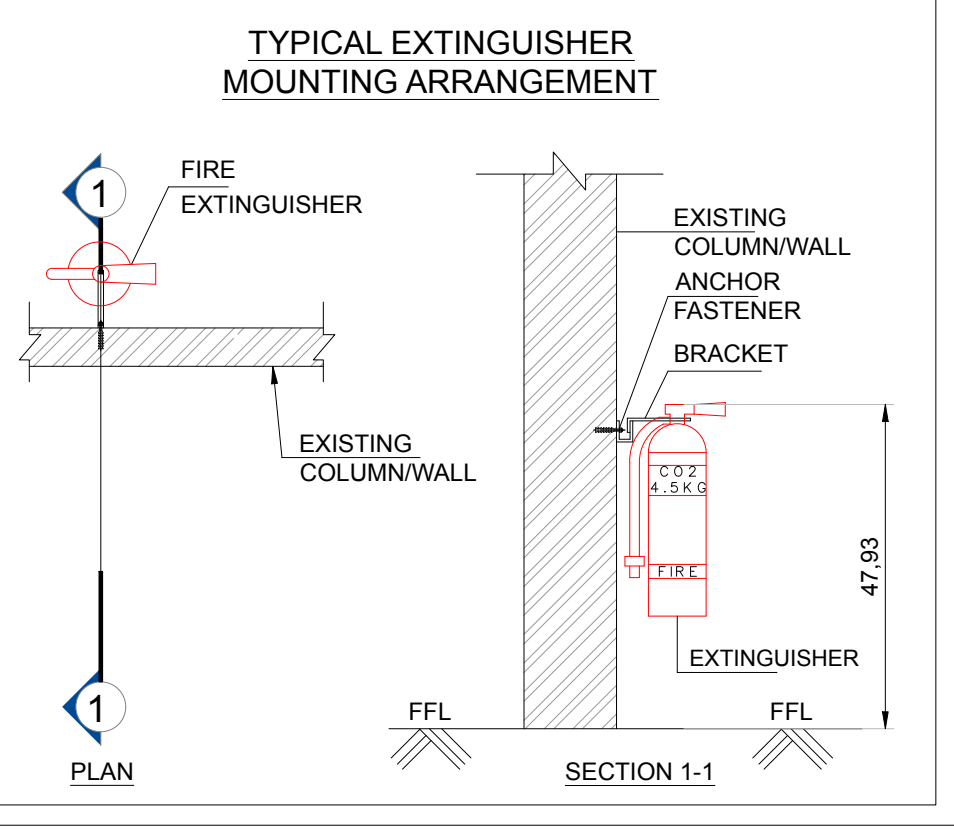 TYPICAL EXTINGUISHER
MOUNTING ARRANGEMENT
1
FIRE
EXTINGUISHER
EXISTING
COLUMN/WALL
1
PLAN
EXISTING
COLUMN/WALL
ANCHOR
FASTENER
BRACKET
CO2
4.5KG
FIRE
47,93
EXTINGUISHER
FFL
FFL
SECTION 1-1